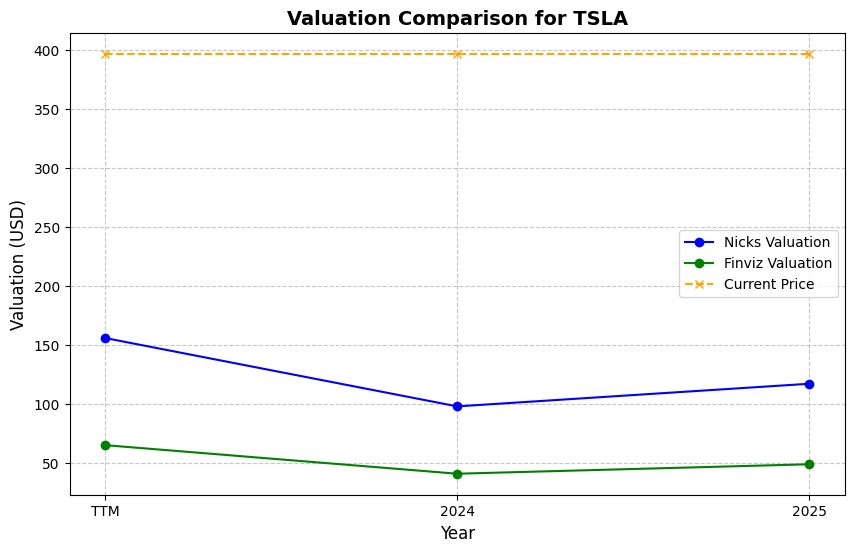 Valuation Comparison for TSLA
Valuation (USD)
400
350
300
250
200
150
100
50
Nicks Valuation
Finviz Valuation
Current Price
TTM
2024
2025
Year